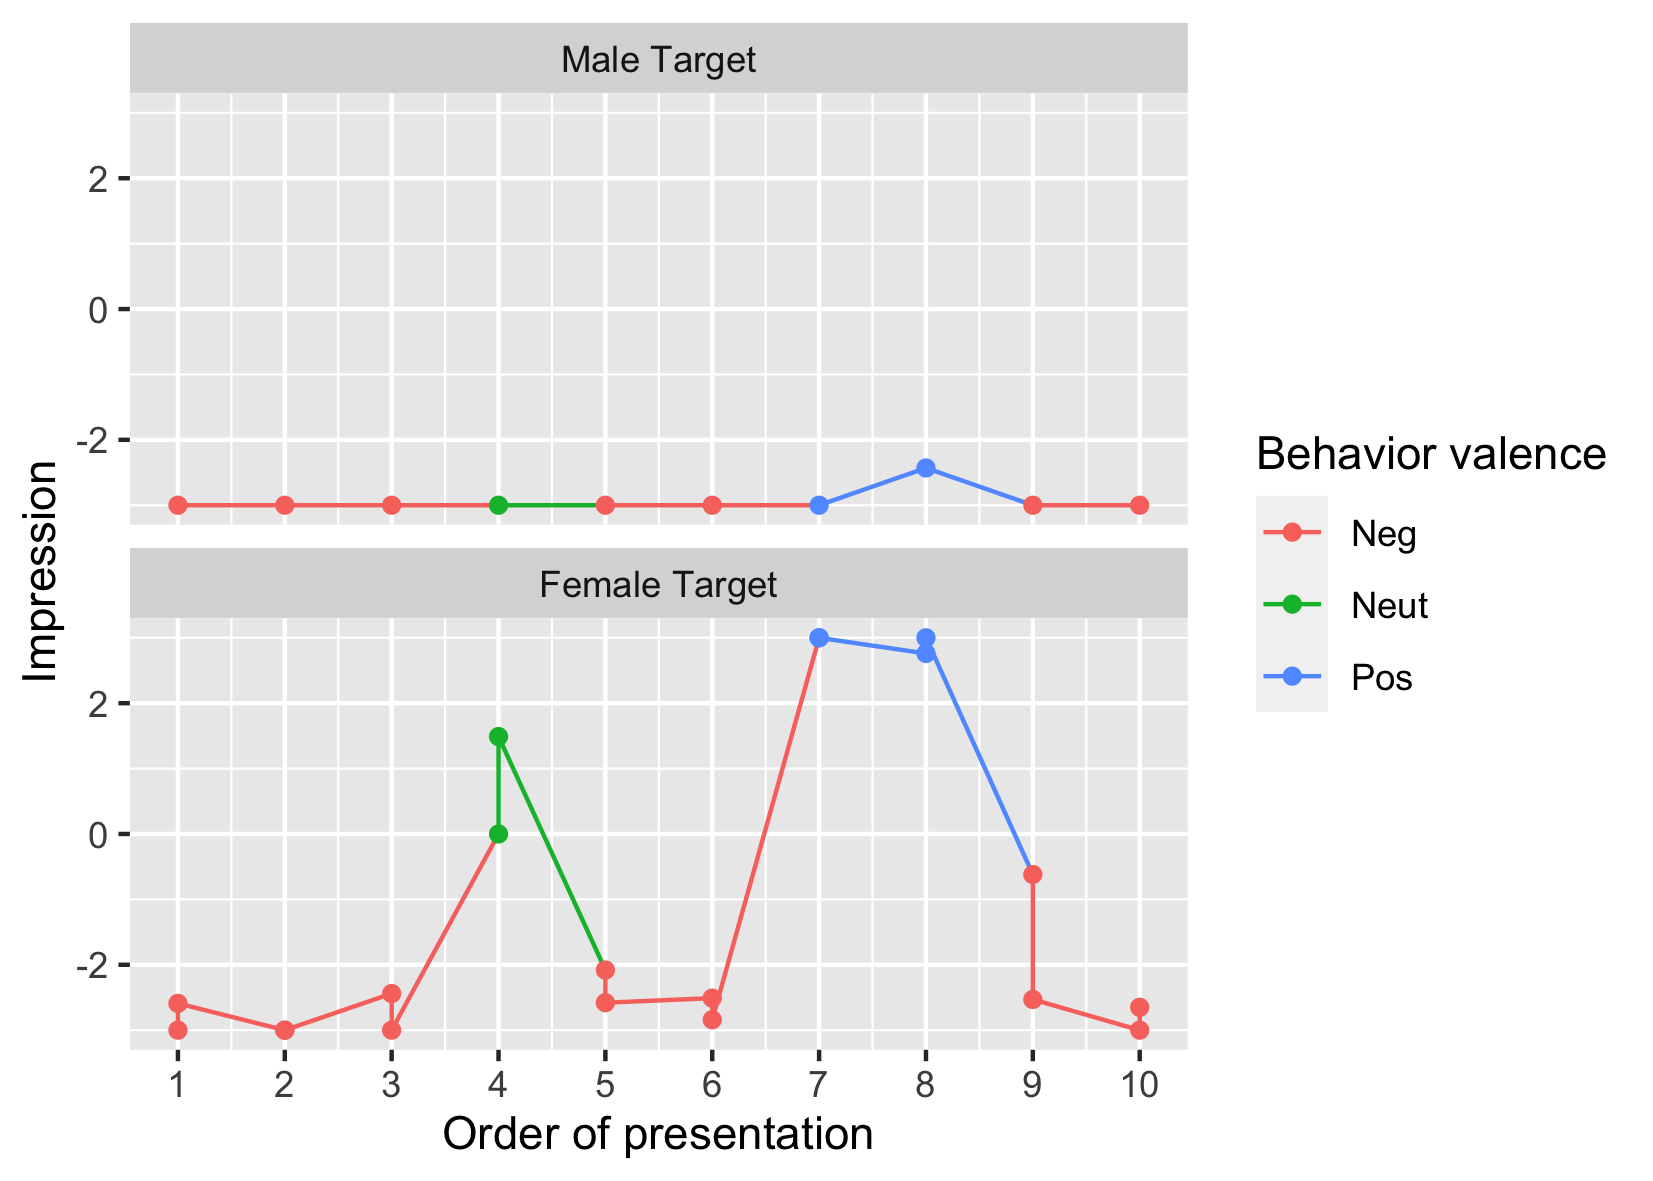 Male Target
2
0
-2
Impression
Female Target
2
0
-2
1 2 3 4 5 6 7 8 9 10
Order of presentation
Behavior valence
Neg
Neut
Pos